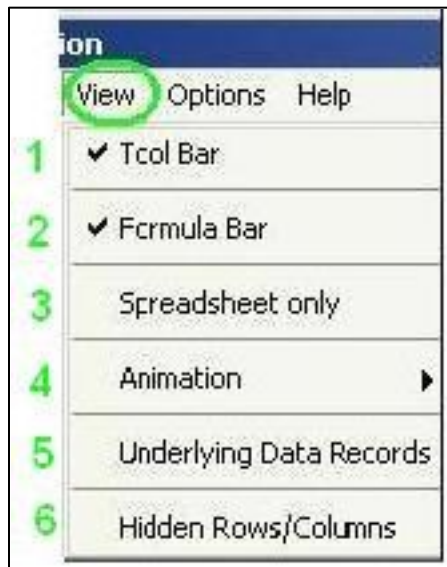 ion
View Options Help
1 ✔ Tool Bar
2 ✔ Formula Bar
3 Spreadsheet only
4 Animation ▶
5 Underlying Data Records
6 Hidden Rows/Columns